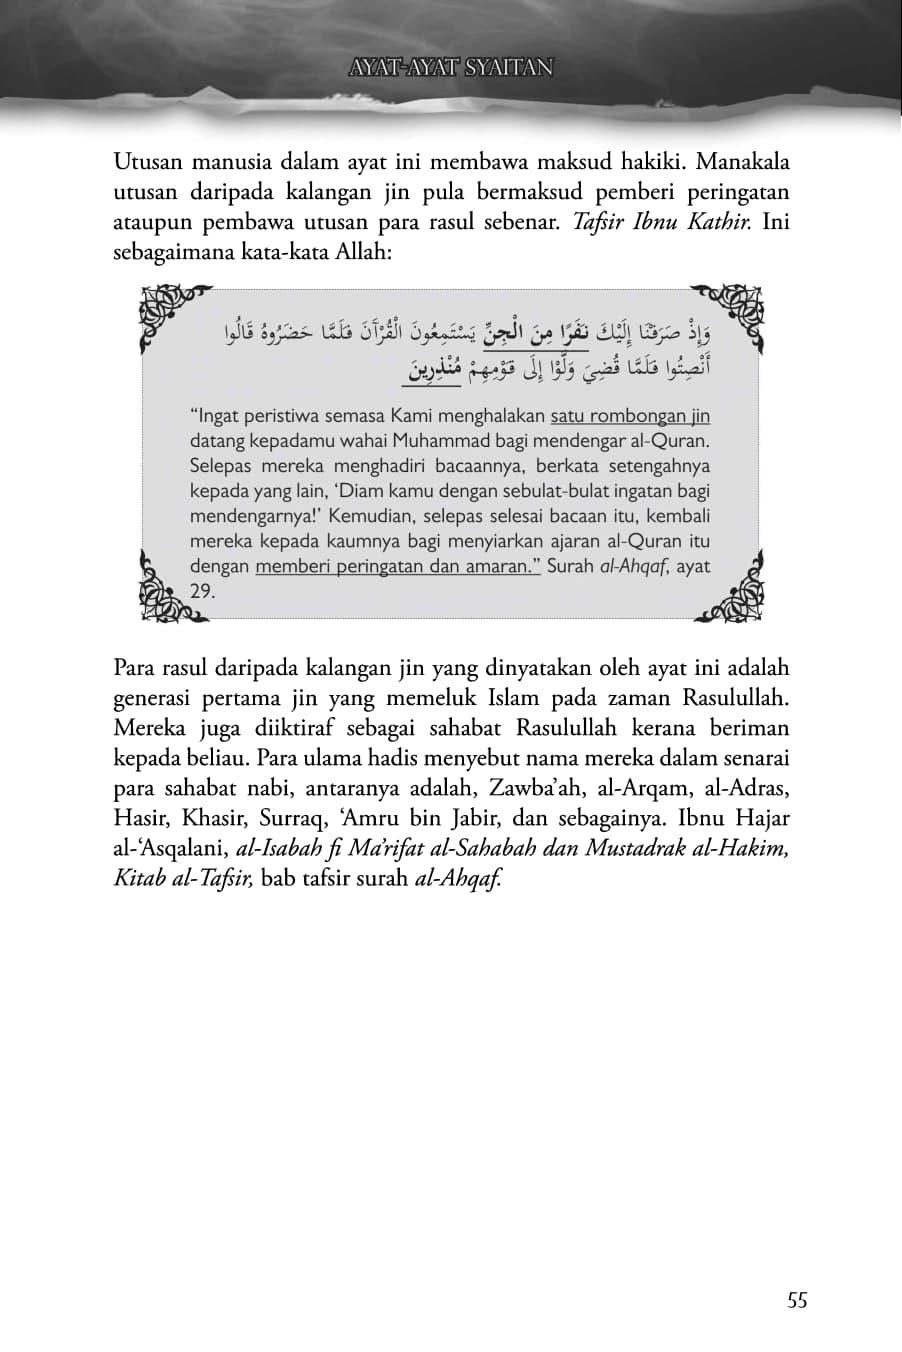 AYAT-AYAT SYAITAN
Utusan manusia dalam ayat ini membawa maksud hakiki. Manakala
utusan daripada kalangan jin pula bermaksud pemberi peringatan
ataupun pembawa utusan para rasul sebenar. Tafsir Ibnu Kathir. Ini
sebagaimana kata-kata Allah:
وَإِذْ صَرَفْنَا إِلَيْكَ نَفَرًا مِنَ الْجِنِّ يَسْتَمِعُونَ الْقُرْآنَ فَلَمَّا حَضَرُوهُ قَالُوا
أَنْصِتُوا فَلَمَّا قُضِيَ وَلَّوْا إِلَى قَوْمِهِمْ مُنْذِرِينَ
“Ingat peristiwa semasa Kami menghalakan satu rombongan jin
datang kepadamu wahai Muhammad bagi mendengar al-Quran.
Selepas mereka menghadiri bacaannya, berkata setengahnya
kepada yang lain, ‘Diam kamu dengan sebulat-bulat ingatan bagi
mendengarnya!’ Kemudian, selepas selesai bacaan itu, kembali
mereka kepada kaumnya bagi menyiarkan ajaran al-Quran itu
dengan memberi peringatan dan amaran.” Surah al-Ahqaf, ayat
29.
Para rasul daripada kalangan jin yang dinyatakan oleh ayat ini adalah
generasi pertama jin yang memeluk Islam pada zaman Rasulullah.
Mereka juga diiktiraf sebagai sahabat Rasulullah kerana beriman
kepada beliau. Para ulama hadis menyebut nama mereka dalam senarai
para sahabat nabi, antaranya adalah, Zawba’ah, al-Arqam, al-Adras,
Hasir, Khasir, Surraq, ‘Amru bin Jabir, dan sebagainya. Ibnu Hajar
al-‘Asqalani, al-Isabah fi Ma’rifat al-Sahabah dan Mustadrak al-Hakim,
Kitab al-Tafsir, bab tafsir surah al-Ahqaf.
55